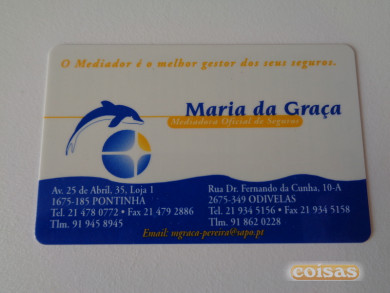 O Mediador é o melhor gestor dos seus seguros.
Maria da Graça
Mediadora Oficial de Seguros
Av. 25 de Abril, 35, Loja 1
1675-185 PONTINHA
Tel. 21 478 0772 • Fax 21 479 2886
Tlm. 91 945 8945
Rua Dr. Fernando da Cunha, 10-A
2675-349 ODIVELAS
Tel. 21 934 5156 • Fax 21 934 5158
Tlm. 91 862 0228
Email: mgraca-pereira@sapo.pt
coisas